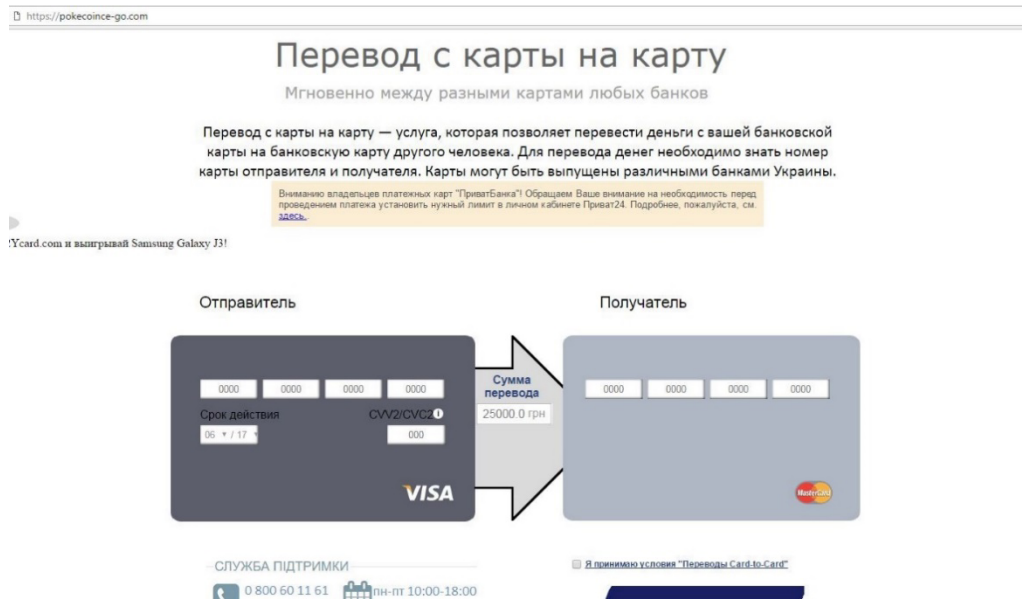 https://pokecoince-go.com
Перевод с карты на карту
Мгновенно между разными картами любых банков
Перевод с карты на карту — услуга, которая позволяет перевести деньги с вашей банковской
карты на банковскую карту другого человека. Для перевода денег необходимо знать номер
карты отправителя и получателя. Карты могут быть выпущены различными банками Украины.
Вниманию владельцев платежных карт "ПриватБанка"! Обращаем Ваше внимание на необходимость перед
проведением платежа установить нужный лимит в личном кабинете Приват24. Подробнее, пожалуйста, см.
здесь.
Ycard.com и выигрывай Samsung Galaxy J3!
Отправитель
Получатель
0000 0000 0000 0000
Срок действия CVV2/CVC2
06 / 17 000
VISA
Сумма
перевода
25000.0 грн
0000 0000 0000 0000
MasterCard
СЛУЖБА ПІДТРИМКИ
0 800 60 11 61 пн-пт 10:00-18:00
Я принимаю условия "Переводы Card-to-Card"